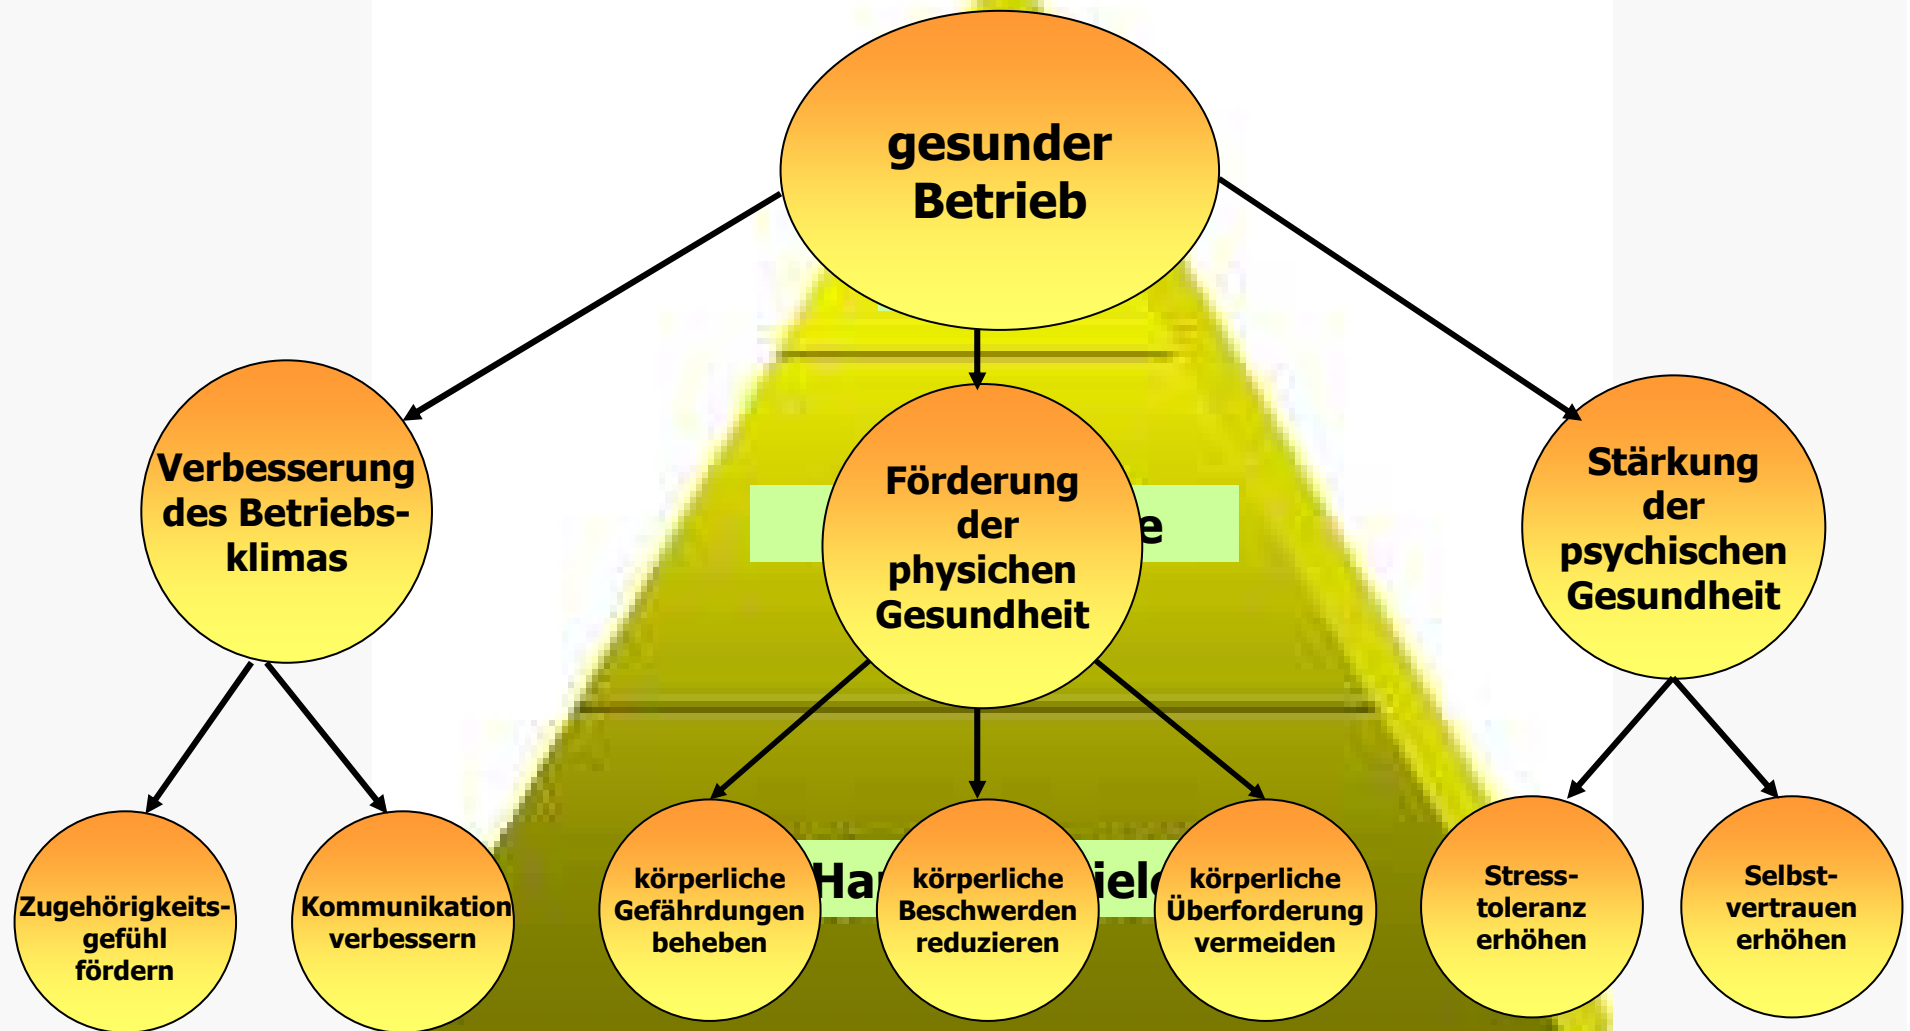 gesunder
Betrieb
Verbesserung
des Betriebs-
klimas
Förderung
der
physichen
Gesundheit
Stärkung
der
psychischen
Gesundheit
Zugehörigkeits-
gefühl
fördern
Kommunikation
verbessern
körperliche
Gefährdungen
beheben
körperliche
Beschwerden
reduzieren
körperliche
Überforderung
vermeiden
Stress-
toleranz
erhöhen
Selbst-
vertrauen
erhöhen